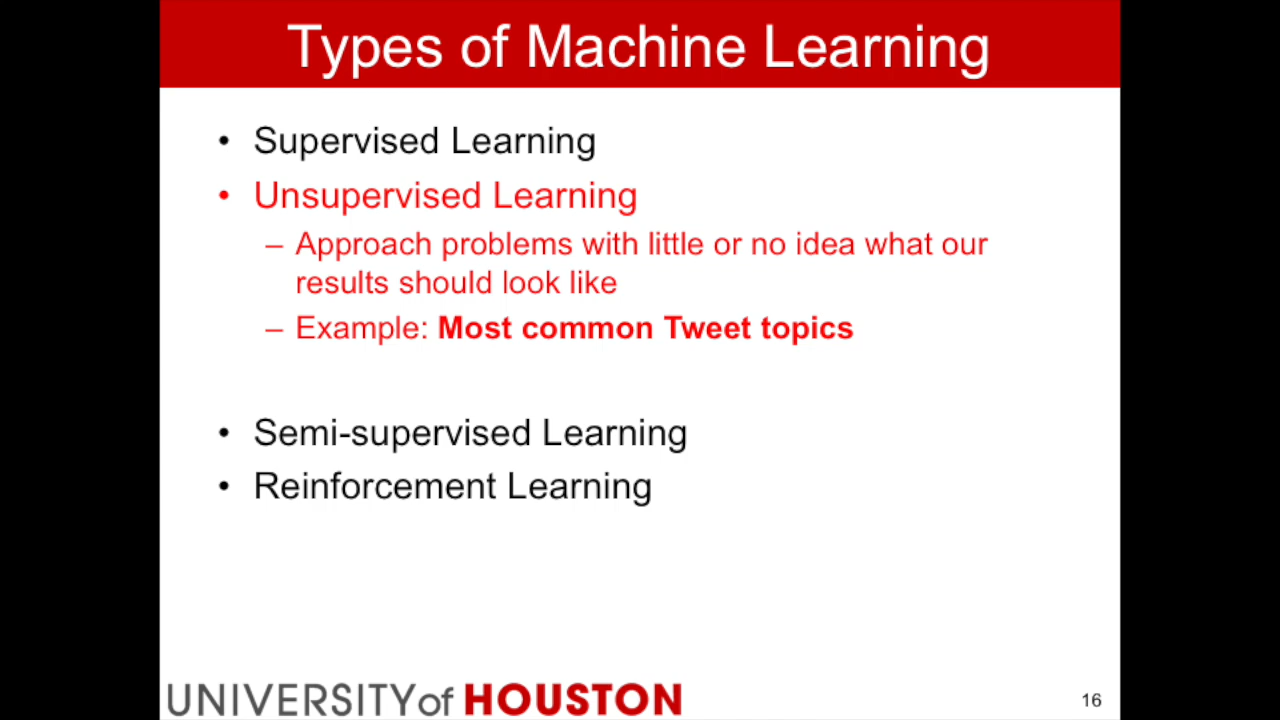 Types of Machine Learning
• Supervised Learning
• Unsupervised Learning
– Approach problems with little or no idea what our
results should look like
– Example: Most common Tweet topics
• Semi-supervised Learning
• Reinforcement Learning
UNIVERSITY of HOUSTON
16